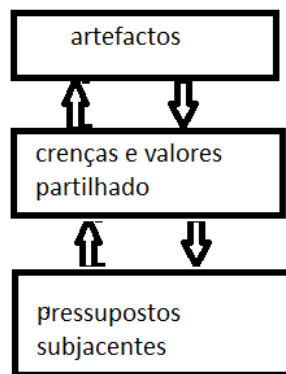 artefactos
crenças e valores
partilhado
pressupostos
subjacentes